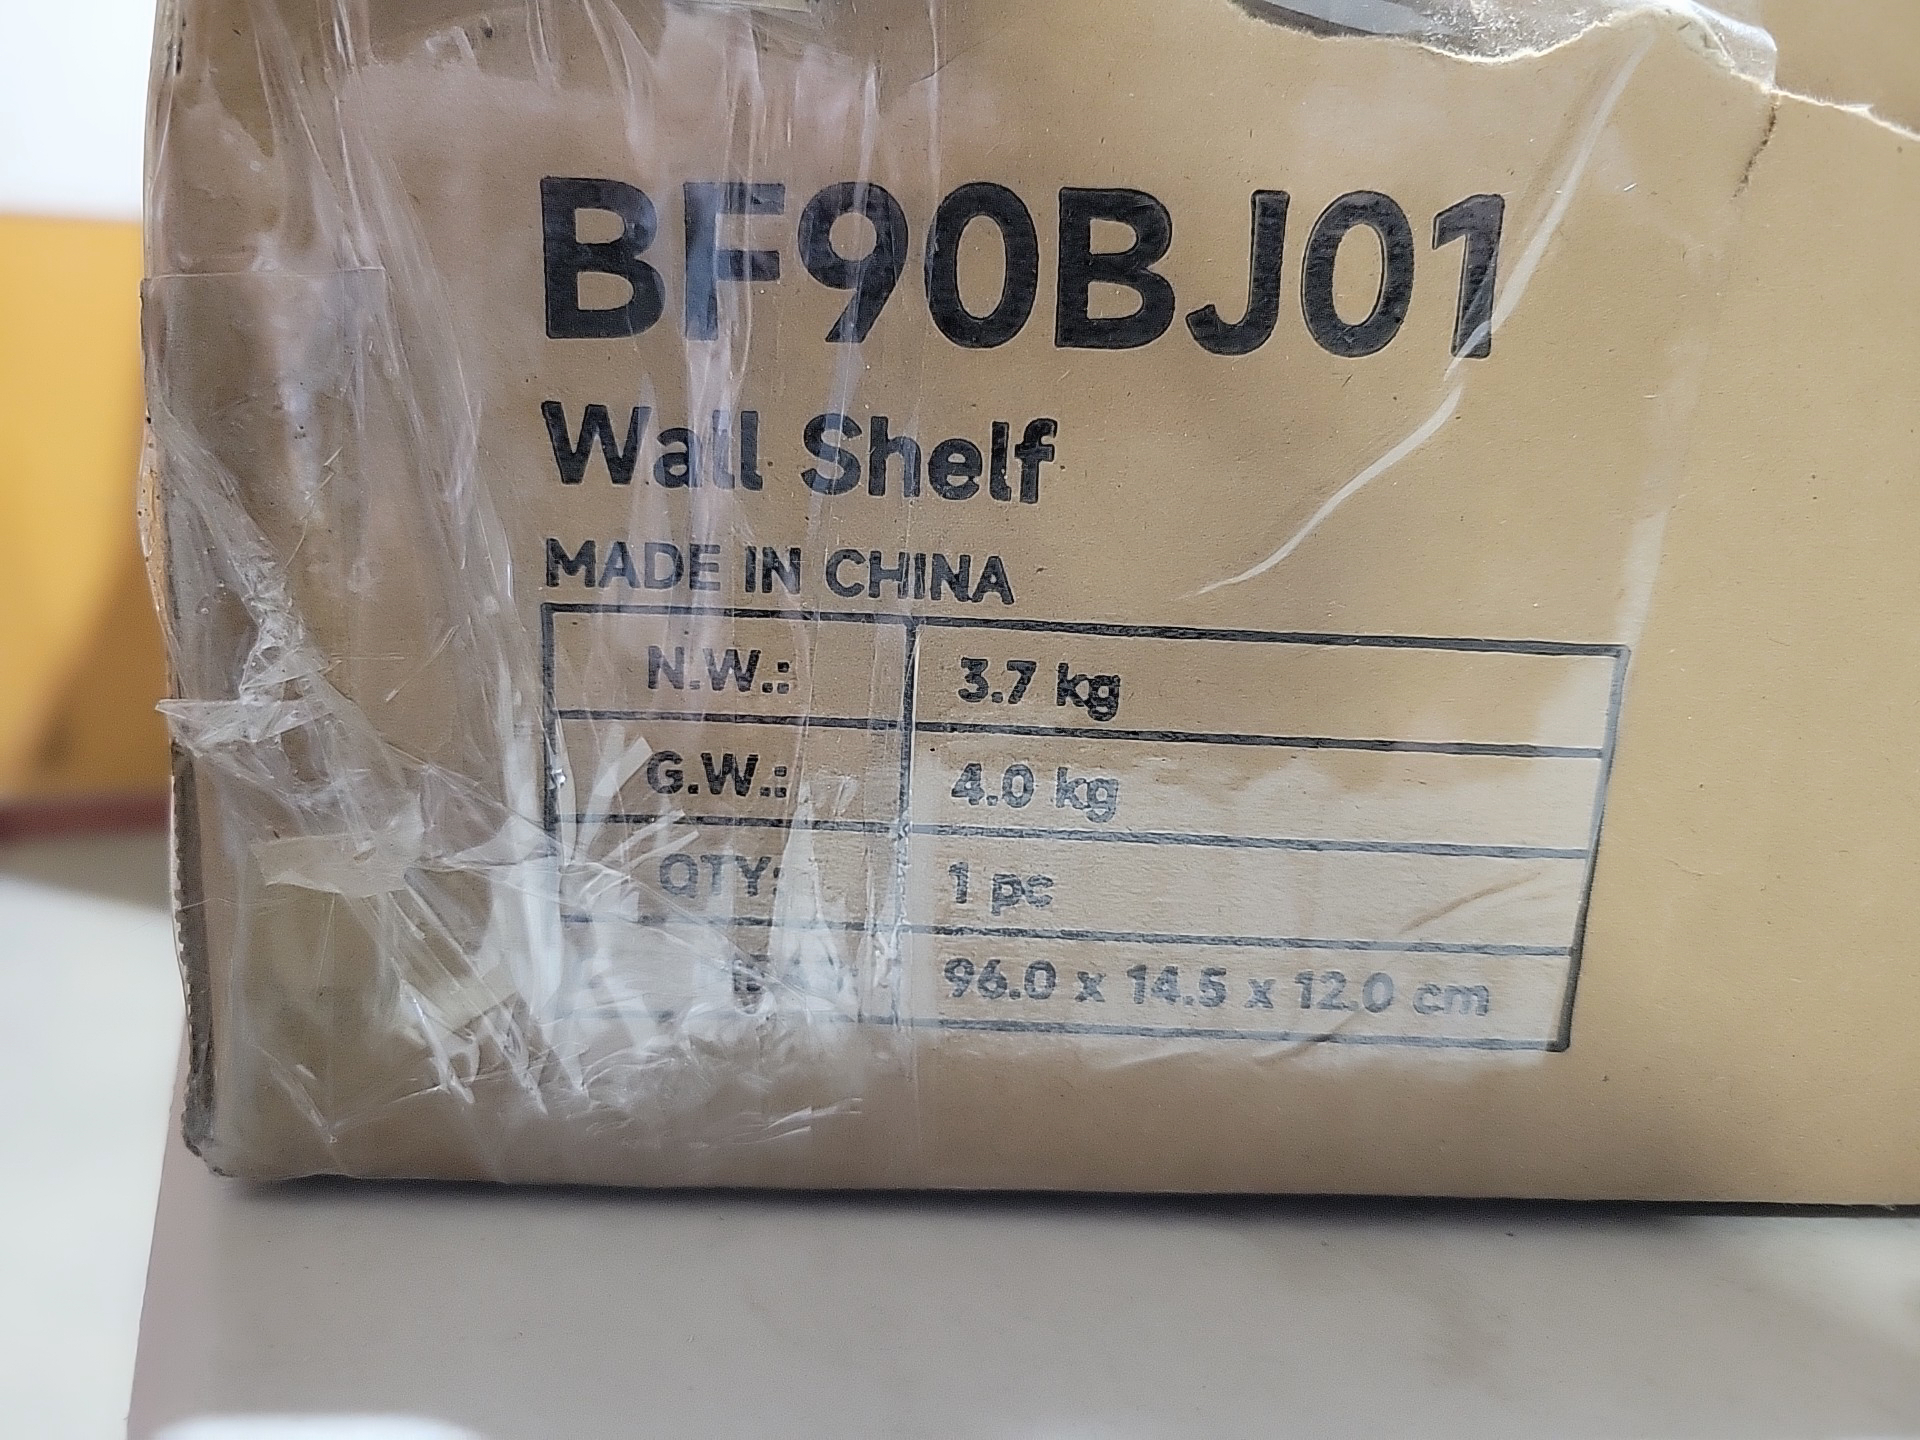 BF90BJ01
Wall Shelf
MADE IN CHINA
N.W.: 3.7 kg
G.W.: 4.0 kg
QTY: 1 pc
96.0 x 14.5 x 12.0 cm